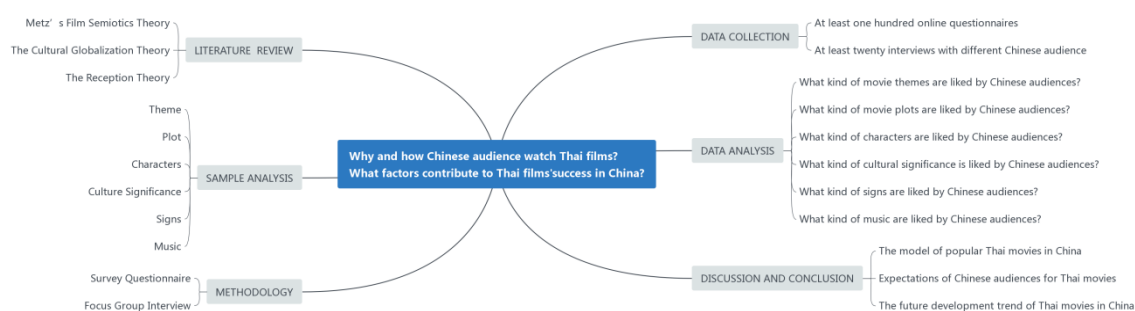 Why and how Chinese audience watch Thai films?
What factors contribute to Thai films'success in China?
LITERATURE REVIEW
Metz's Film Semiotics Theory
The Cultural Globalization Theory
The Reception Theory
SAMPLE ANALYSIS
Theme
Plot
Characters
Culture Significance
Signs
Music
METHODOLOGY
Survey Questionnaire
Focus Group Interview
DATA COLLECTION
At least one hundred online questionnaires
At least twenty interviews with different Chinese audience
DATA ANALYSIS
What kind of movie themes are liked by Chinese audiences?
What kind of movie plots are liked by Chinese audiences?
What kind of characters are liked by Chinese audiences?
What kind of cultural significance is liked by Chinese audiences?
What kind of signs are liked by Chinese audiences?
What kind of music are liked by Chinese audiences?
DISCUSSION AND CONCLUSION
The model of popular Thai movies in China
Expectations of Chinese audiences for Thai movies
The future development trend of Thai movies in China